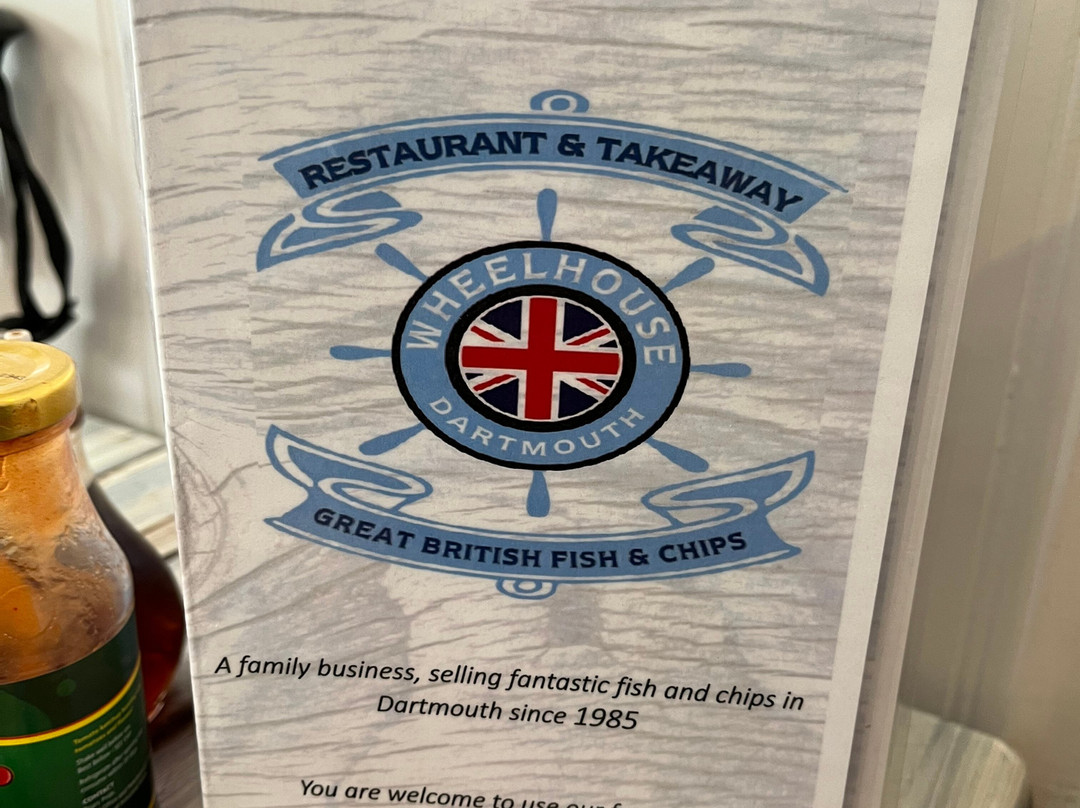 RESTAURANT & TAKEAWAY
WHEELHOUSE
DARTMOUTH
GREAT BRITISH FISH & CHIPS
A family business, selling fantastic fish and chips in
Dartmouth since 1985
You are welcome to use our
CONTACT